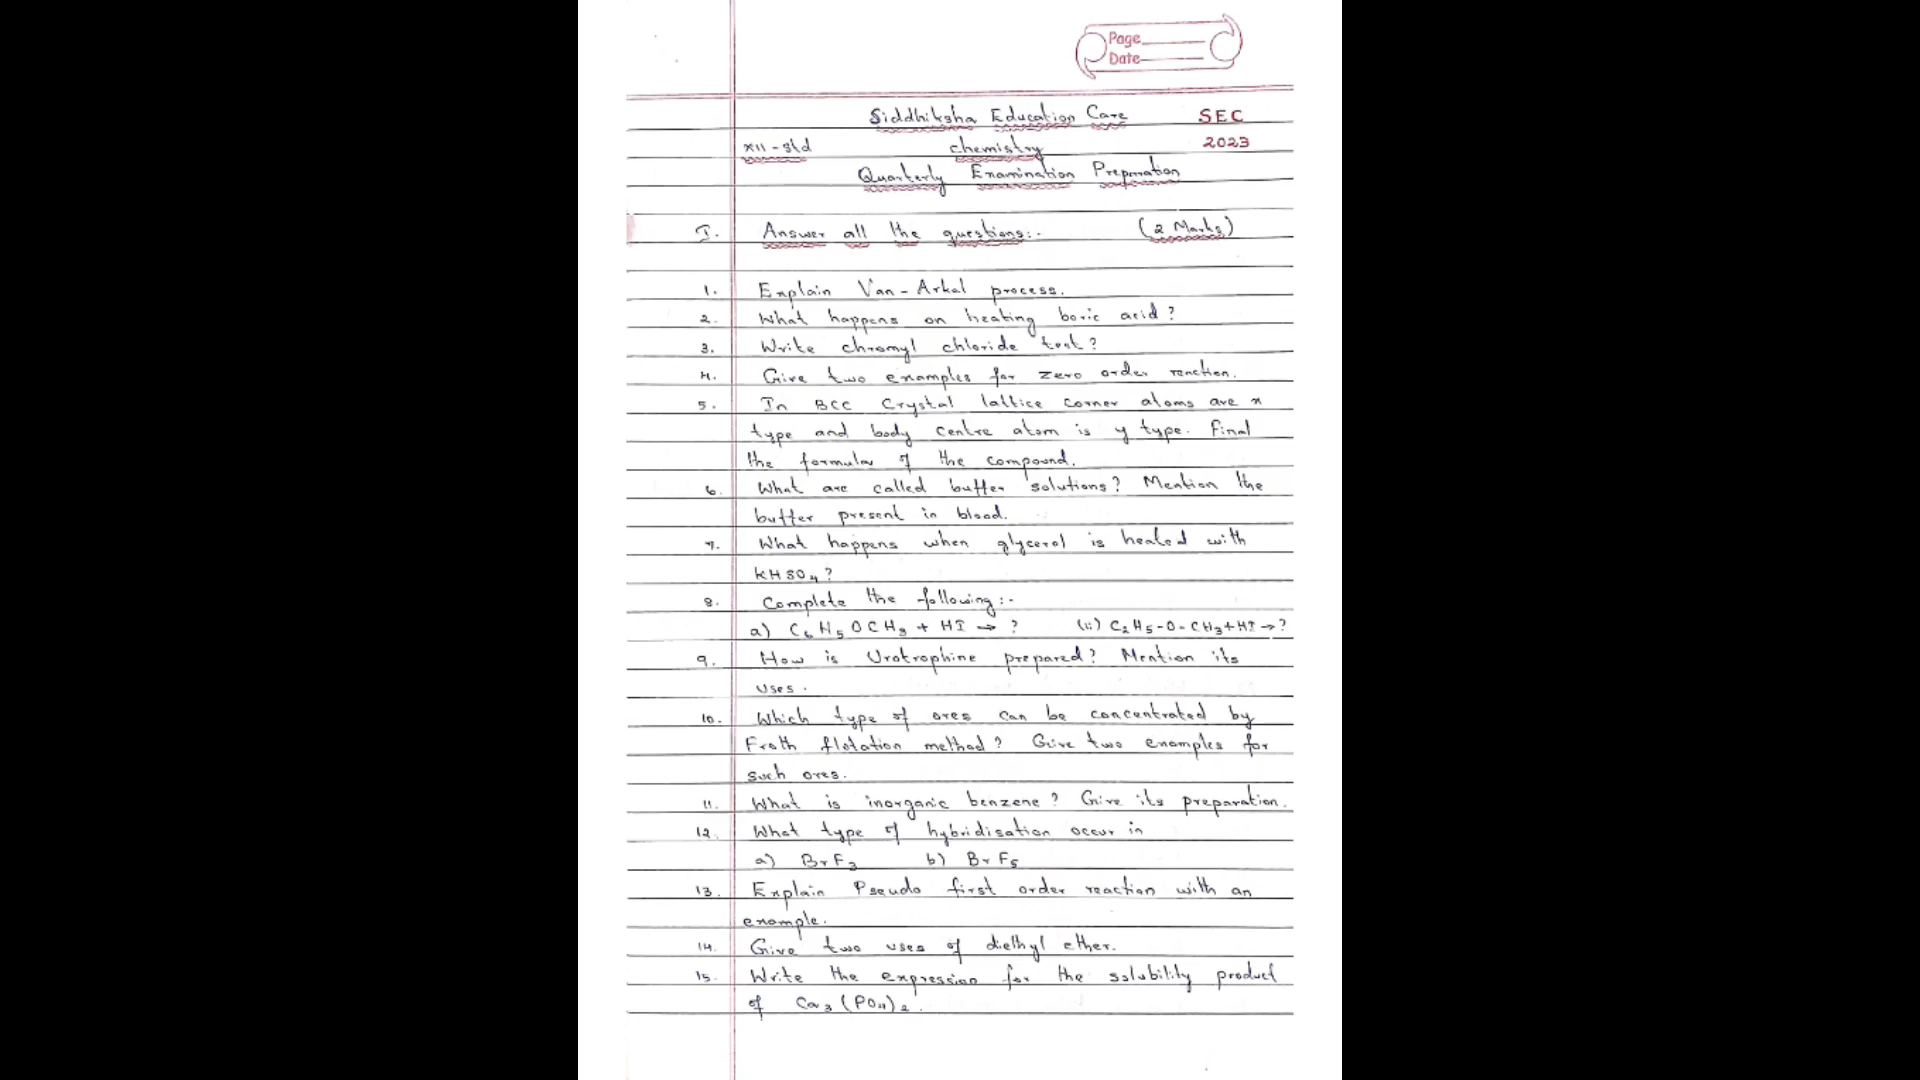 Page
Date
Siddhiksha Education Care SEC
XII - std chemistry 2023
Quarterly Examination Preparation
I. Answer all the questions:- (2 Marks)
1. Explain Van - Arkal process.
2. What happens on heating boric acid?
3. Write chromyl chloride test?
4. Give two examples for zero order reaction.
5. In BCC Crystal lattice corner atoms are x
type and body centre atom is y type. Final
the formula of the compound.
6. What are called buffer solutions? Mention the
buffer present in blood.
7. What happens when glycerol is heated with
KHSO₄?
8. Complete the following:-
a) C₆H₅OCH₃ + HI → ? (ii) C₂H₅-O-CH₃+HI→?
9. How is Urotrophine prepared? Mention its
uses.
10. Which type of ores can be concentrated by
Froth flotation method? Give two examples for
such ores.
11. What is inorganic benzene? Give its preparation.
12. What type of hybridisation occur in
a) BrF₃ b) BrF₅
13. Explain Pseudo first order reaction with an
example.
14. Give two uses of diethyl ether.
15. Write the expression for the solubility product
of Ca₃(PO₄)₂.